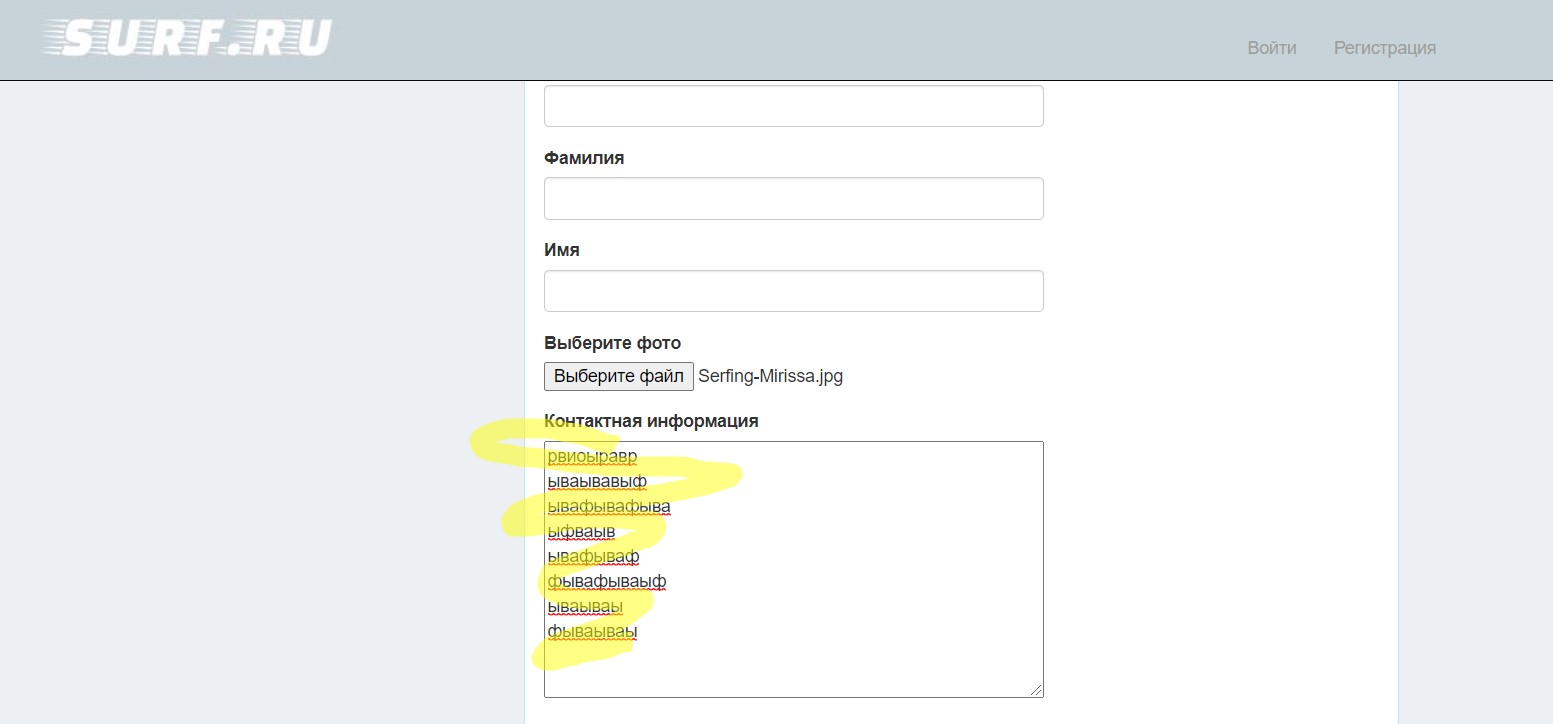 SURF.RU
Войти Регистрация
Фамилия
Имя
Выберите фото
Выберите файл Serfing-Mirissa.jpg
Контактная информация
рвиоыравр
ываывавыф
ывафывафыва
ыфваыв
ывафываф
фывафываыф
ываываы
фываываы